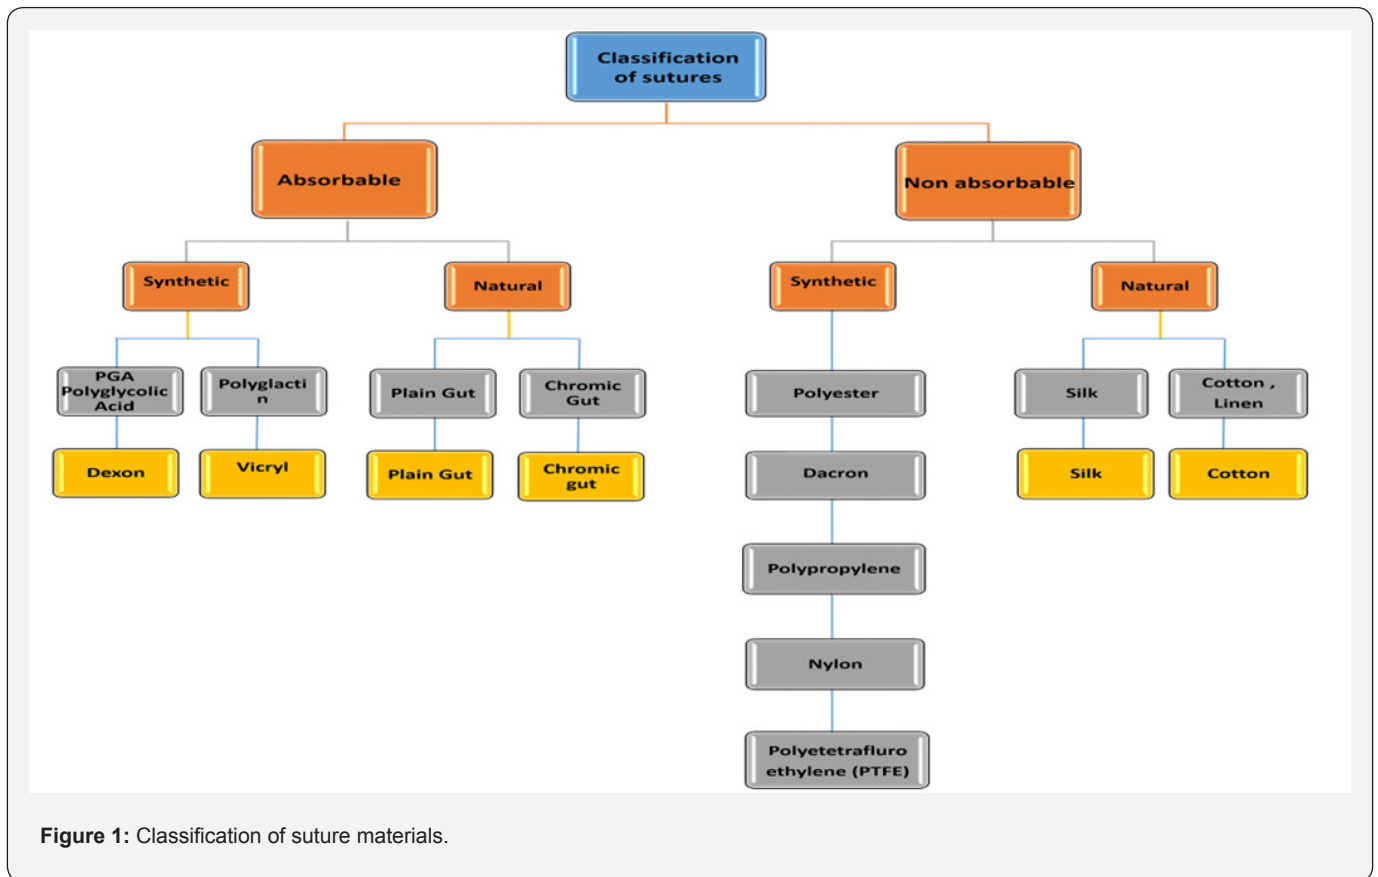 Classification
of sutures
Absorbable
Non absorbable
Synthetic
Natural
Synthetic
Natural
PGA
Polyglycolic
Acid
Polyglacti
n
Plain Gut
Chromic
Gut
Polyester
Silk
Cotton ,
Linen
Dexon
Vicryl
Plain Gut
Chromic
gut
Dacron
Silk
Cotton
Polypropylene
Nylon
Polyetetrafluro
ethylene (PTFE)
Figure 1: Classification of suture materials.